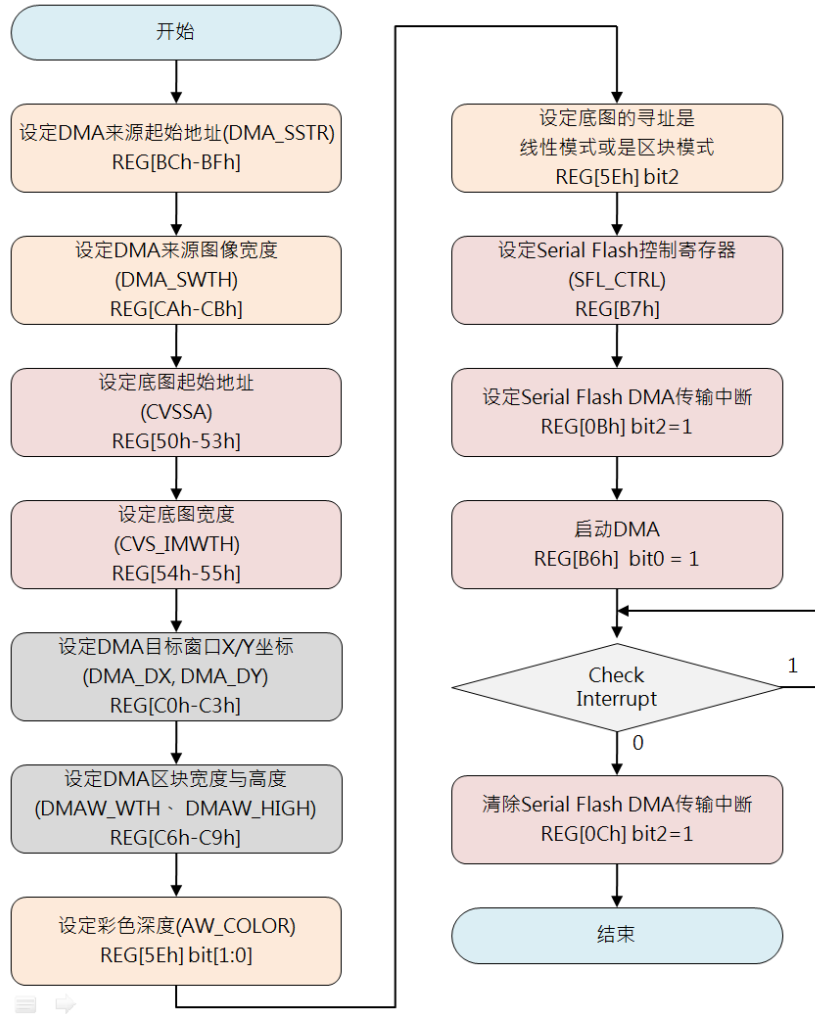 开始
设定DMA来源起始地址(DMA_SSTR)
REG[BCh-BFh]
设定DMA来源图像宽度
(DMA_SWTH)
REG[CAh-CBh]
设定底图起始地址
(CVSSA)
REG[50h-53h]
设定底图宽度
(CVS_IMWTH)
REG[54h-55h]
设定DMA目标窗口X/Y坐标
(DMA_DX, DMA_DY)
REG[C0h-C3h]
设定DMA区块宽度与高度
(DMAW_WTH、 DMAW_HIGH)
REG[C6h-C9h]
设定彩色深度(AW_COLOR)
REG[5Eh] bit[1:0]
设定底图的寻址是
线性模式或是区块模式
REG[5Eh] bit2
设定Serial Flash控制寄存器
(SFL_CTRL)
REG[B7h]
设定Serial Flash DMA传输中断
REG[0Bh] bit2=1
启动DMA
REG[B6h] bit0 = 1
Check
Interrupt
1
0
清除Serial Flash DMA传输中断
REG[0Ch] bit2=1
结束